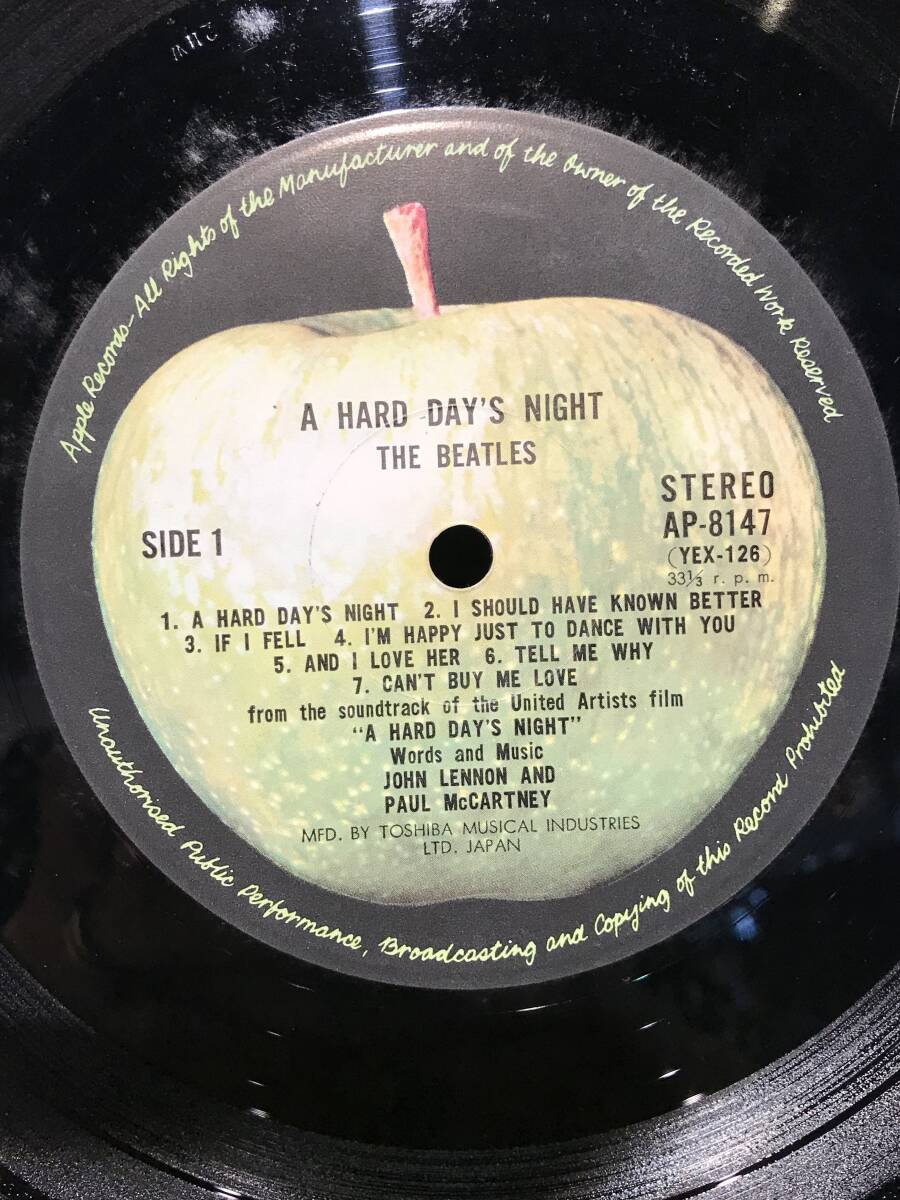 Apple Records—All Rights of the Manufacturer and of the Owner of the Recorded Work Reserved
A HARD DAY'S NIGHT
THE BEATLES
STEREO
AP-8147
(YEX-126)
33⅓ r. p. m.
SIDE 1
1. A HARD DAY'S NIGHT 2. I SHOULD HAVE KNOWN BETTER
3. IF I FELL 4. I'M HAPPY JUST TO DANCE WITH YOU
5. AND I LOVE HER 6. TELL ME WHY
7. CAN'T BUY ME LOVE
from the soundtrack of the United Artists film
"A HARD DAY'S NIGHT"
Words and Music
JOHN LENNON AND
PAUL McCARTNEY
MFD. BY TOSHIBA MUSICAL INDUSTRIES
LTD. JAPAN
Unauthorised Public Performance, Broadcasting and Copying of this Record Prohibited